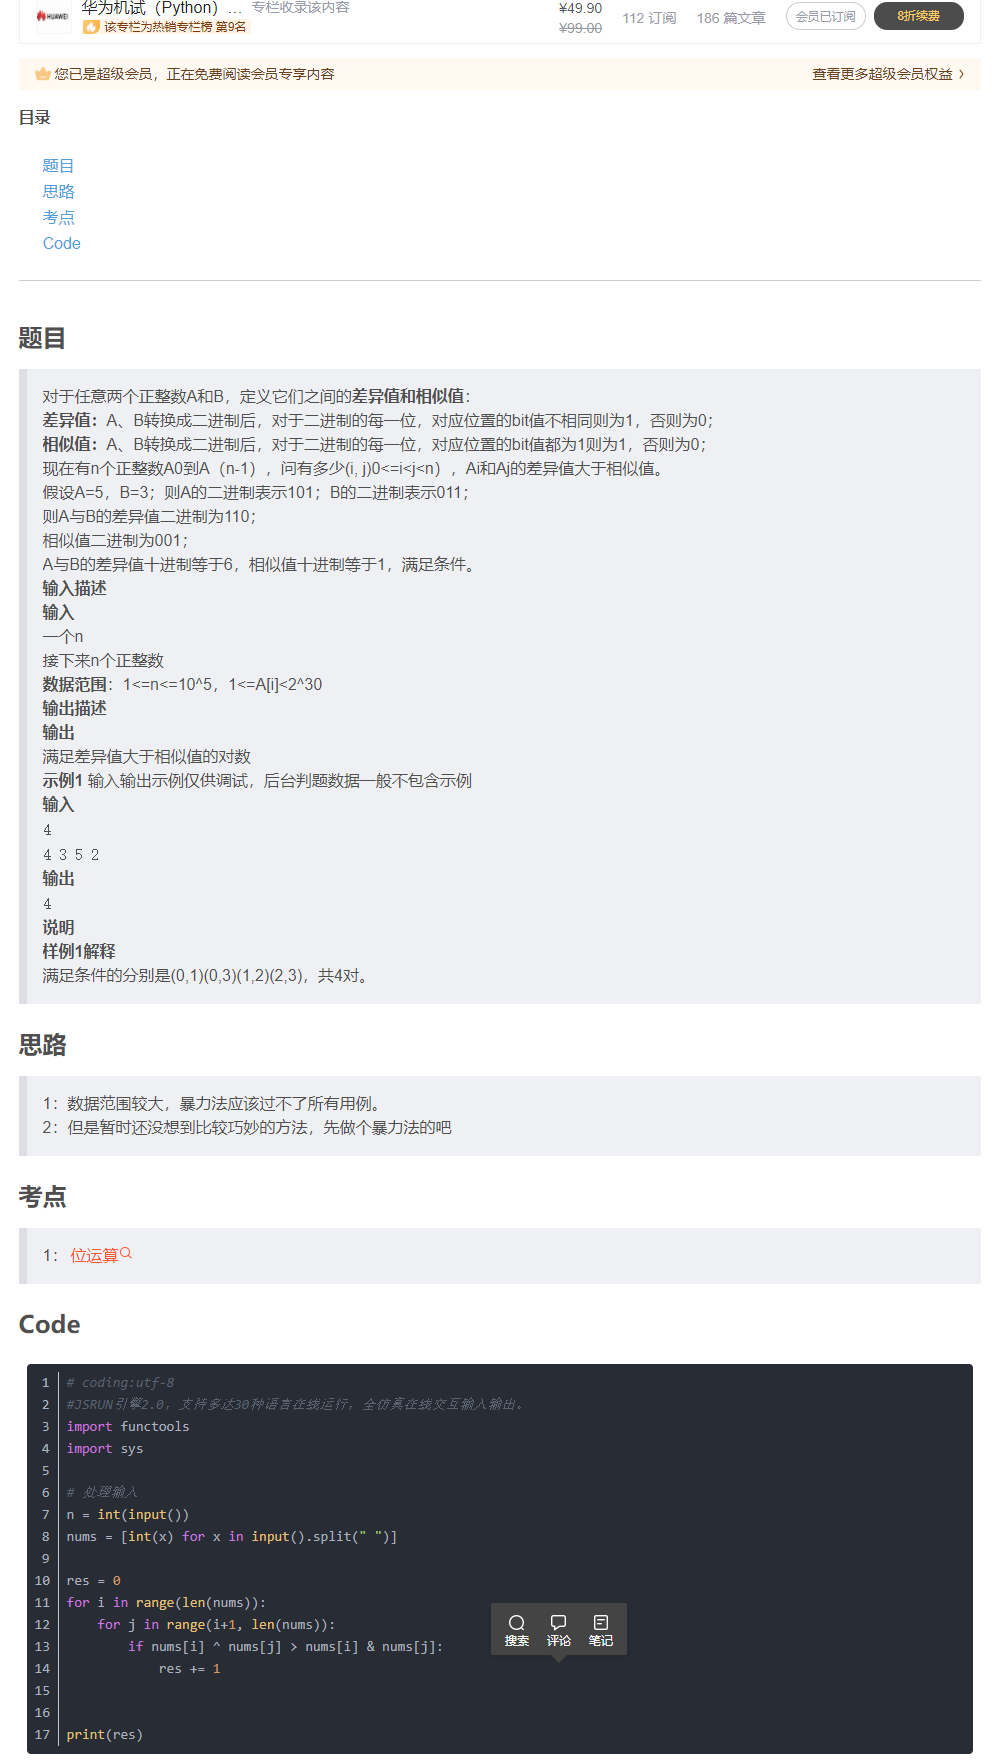 HUAWEI
华为机试（Python）... 专栏收录该内容
该专栏为热销专栏榜 第9名
¥49.90
¥99.00
112 订阅
186 篇文章
会员已订阅
8折续费
您已是超级会员，正在免费阅读会员专享内容
查看更多超级会员权益
目录
题目
思路
考点
Code
题目
对于任意两个正整数A和B，定义它们之间的差异值和相似值：
差异值：A、B转换成二进制后，对于二进制的每一位，对应位置的bit值不相同则为1，否则为0；
相似值：A、B转换成二进制后，对于二进制的每一位，对应位置的bit值都为1则为1，否则为0；
现在有n个正整数A0到A（n-1），问有多少(i, j)0<=i<j<n），Ai和Aj的差异值大于相似值。
假设A=5，B=3；则A的二进制表示101；B的二进制表示011；
则A与B的差异值二进制为110；
相似值二进制为001；
A与B的差异值十进制等于6，相似值十进制等于1，满足条件。
输入描述
输入
一个n
接下来n个正整数
数据范围：1<=n<=10^5，1<=A[i]<2^30
输出描述
输出
满足差异值大于相似值的对数
示例1 输入输出示例仅供调试，后台判题数据一般不包含示例
输入
4
4 3 5 2
输出
4
说明
样例1解释
满足条件的分别是(0,1)(0,3)(1,2)(2,3)，共4对。
思路
1：数据范围较大，暴力法应该过不了所有用例。
2：但是暂时还没想到比较巧妙的方法，先做个暴力法的吧
考点
1：位运算
Code
1 # coding:utf-8
2 #JSRUN引擎2.0，支持多达30种语言在线运行，全仿真在线交互输入输出。
3 import functools
4 import sys
5
6 # 处理输入
7 n = int(input())
8 nums = [int(x) for x in input().split(" ")]
9
10 res = 0
11 for i in range(len(nums)):
12     for j in range(i+1, len(nums)):
13         if nums[i] ^ nums[j] > nums[i] & nums[j]:
14             res += 1
15
16
17 print(res)
搜索 评论 笔记